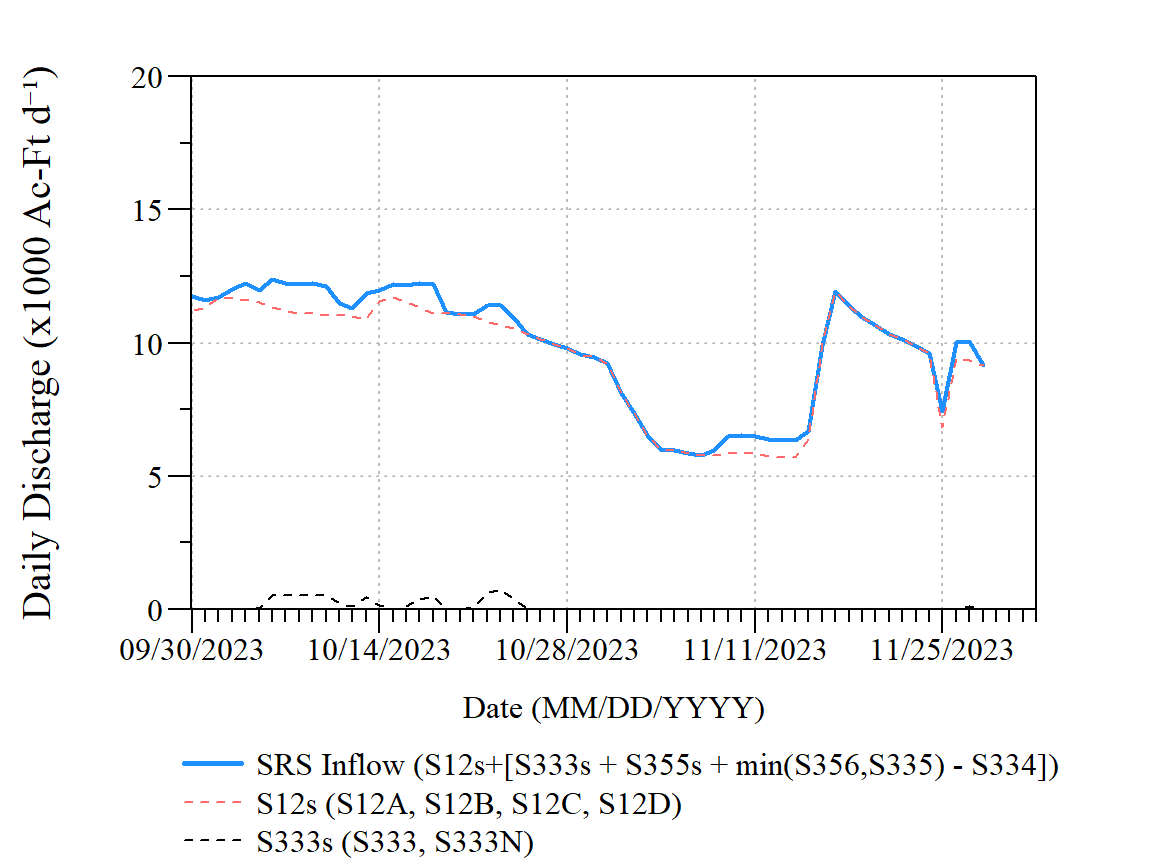 Daily Discharge (x1000 Ac-Ft d⁻¹)
20
15
10
5
0
09/30/2023 10/14/2023 10/28/2023 11/11/2023 11/25/2023
Date (MM/DD/YYYY)
SRS Inflow (S12s+[S333s + S355s + min(S356,S335) - S334])
S12s (S12A, S12B, S12C, S12D)
S333s (S333, S333N)